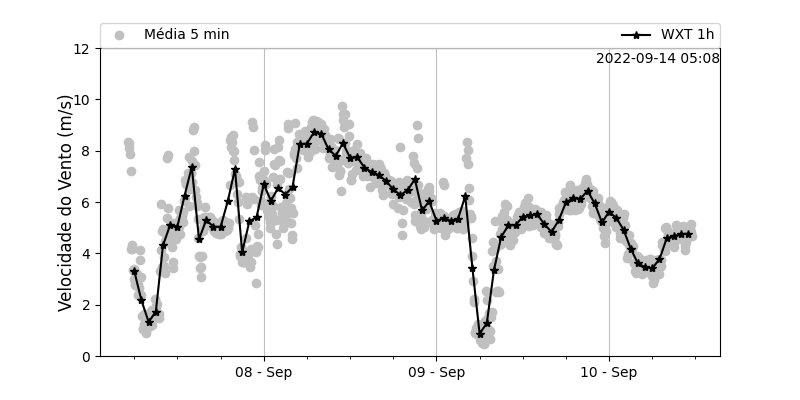 Média 5 min
WXT 1h
2022-09-14 05:08
Velocidade do Vento (m/s)
12
10
8
6
4
2
0
08 - Sep
09 - Sep
10 - Sep